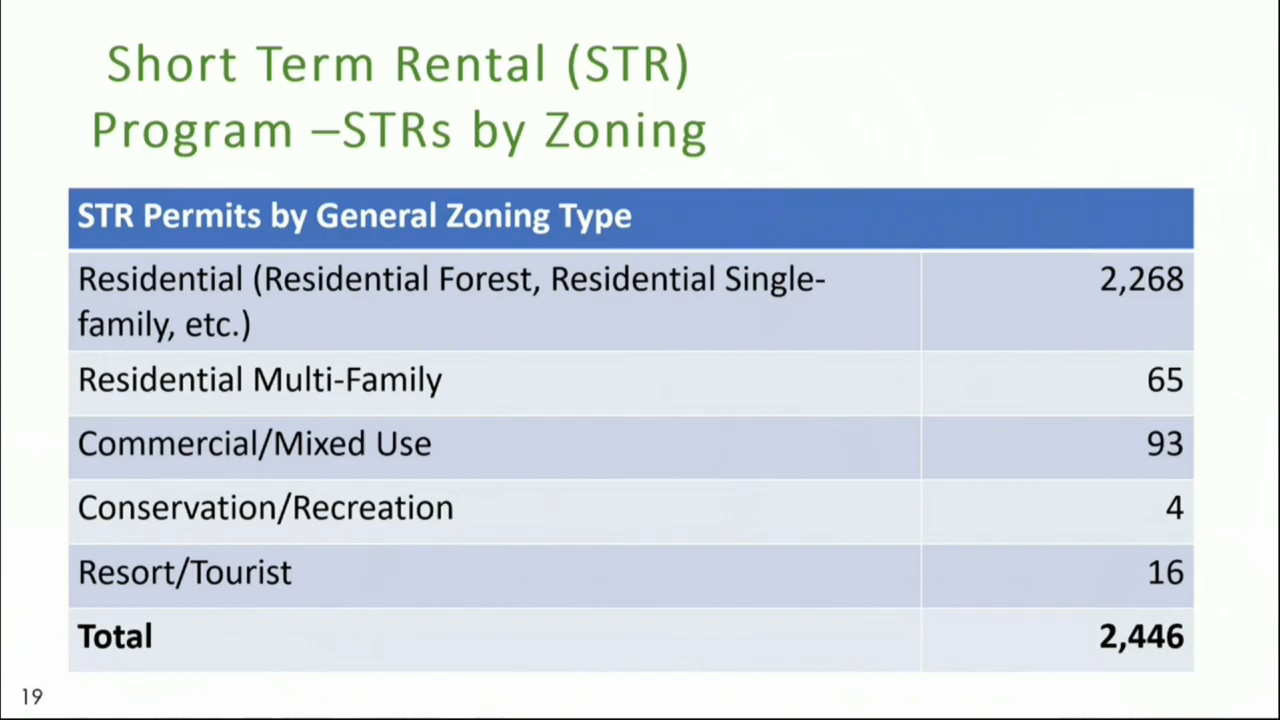 Short Term Rental (STR)
Program –STRs by Zoning
STR Permits by General Zoning Type
Residential (Residential Forest, Residential Single-
family, etc.)
2,268
Residential Multi-Family
65
Commercial/Mixed Use
93
Conservation/Recreation
4
Resort/Tourist
16
Total
2,446
19